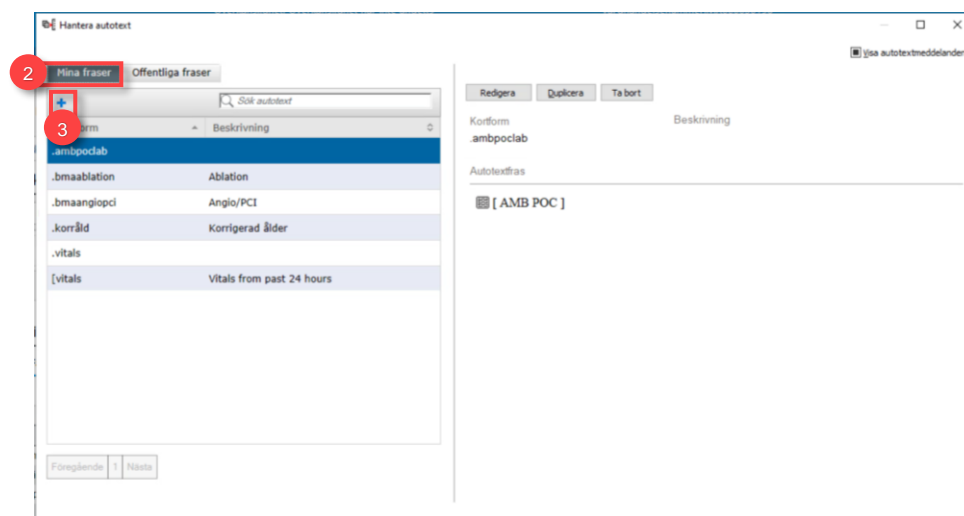 Hantera autotext
Visa autotextmeddelanden
2
Mina fraser
Offentliga fraser
Sök autotext
3
Beskrivning
.ambpoclab
.bmaablation Ablation
.bmaangiopci Angio/PCI
.korråld Korrigerad ålder
.vitals
[vitals Vitals from past 24 hours
Föregående 1 Nästa
Redigera Duplicera Ta bort
Kortform Beskrivning
.ambpoclab
Autotextfras
[ AMB POC ]